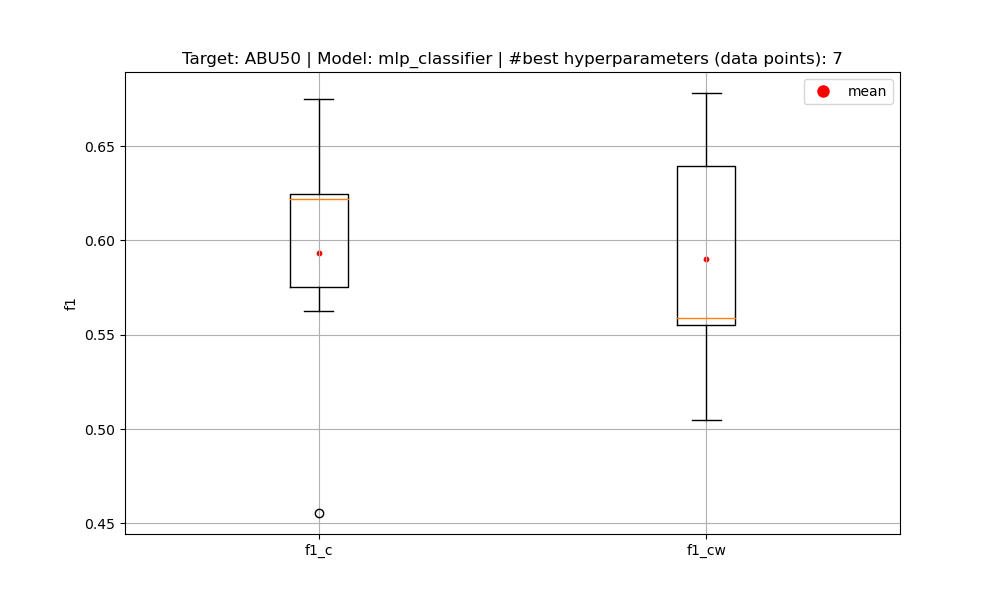 Target: ABU50 | Model: mlp_classifier | #best hyperparameters (data points): 7
mean
0.65
0.60
0.55
0.50
0.45
f1
f1_c
f1_cw